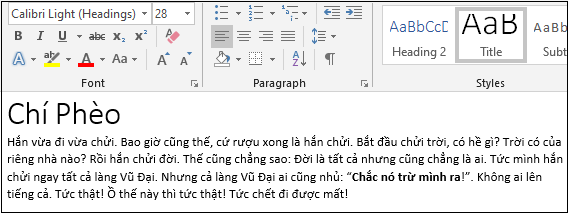 Calibri Light (Headings) 28
B I U abc x₂ x²
A A Aa A A
Font
Paragraph
AaBbCcD AaB AaBbC
Heading 2 Title Subt
Styles
Chí Phèo
Hắn vừa đi vừa chửi. Bao giờ cũng thế, cứ rượu xong là hắn chửi. Bắt đầu chửi trời, có hề gì? Trời có của
riêng nhà nào? Rồi hắn chửi đời. Thế cũng chẳng sao: Đời là tất cả nhưng cũng chẳng là ai. Tức mình hắn
chửi ngay tất cả làng Vũ Đại. Nhưng cả làng Vũ Đại ai cũng nhủ: “Chắc nó trừ mình ra!”. Không ai lên
tiếng cả. Tức thật! Ồ thế này thì tức thật! Tức chết đi được mất!